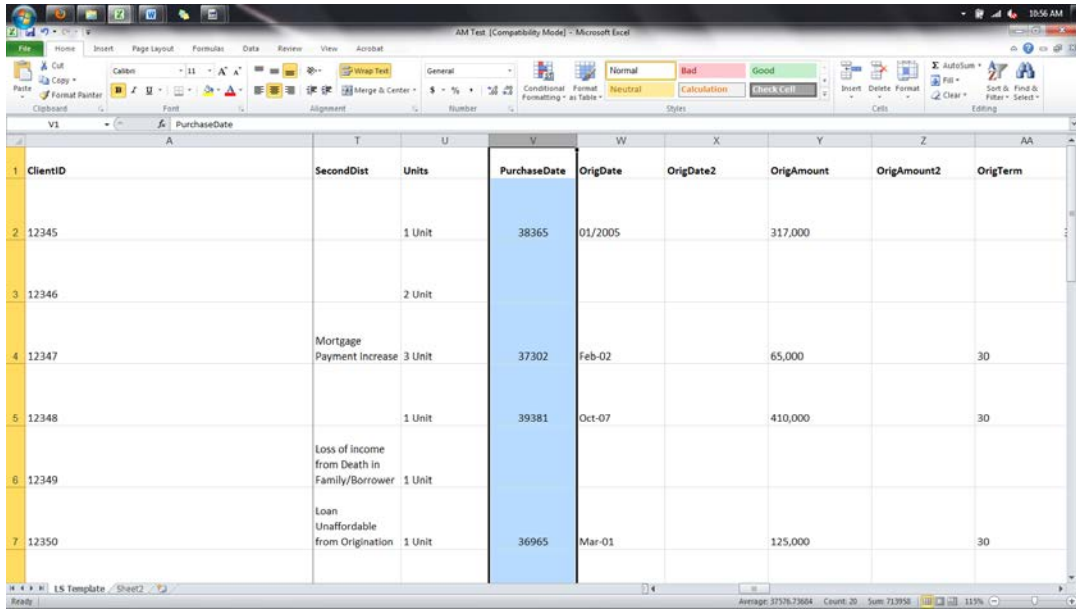 10:56 AM
AM Test [Compatibility Mode] - Microsoft Excel
File Home Insert Page Layout Formulas Data Review View Acrobat
Paste
Cut
Copy
Format Painter
Clipboard
Calibri 11
B I U
Font
Wrap Text
Merge & Center
Alignment
General
$ % ,
Number
Conditional Formatting
Format as Table
Normal Bad Good
Neutral Calculation Check Cell
Styles
Insert Delete Format
Cells
AutoSum
Fill
Clear
Sort & Filter
Find & Select
Editing
V1 fx PurchaseDate
A T U V W X Y Z AA
1 ClientID SecondDist Units PurchaseDate OrigDate OrigDate2 OrigAmount OrigAmount2 OrigTerm
2 12345 1 Unit 38365 01/2005 317,000
3 12346 2 Unit
Mortgage
4 12347 Payment Increase 3 Unit 37302 Feb-02 65,000 30
5 12348 1 Unit 39381 Oct-07 410,000 30
Loss of income
from Death in
6 12349 Family/Borrower 1 Unit
Loan
Unaffordable
7 12350 from Origination 1 Unit 36965 Mar-01 125,000 30
LS Template Sheet2
Ready Average: 37576.73684 Count: 20 Sum: 713958 115%